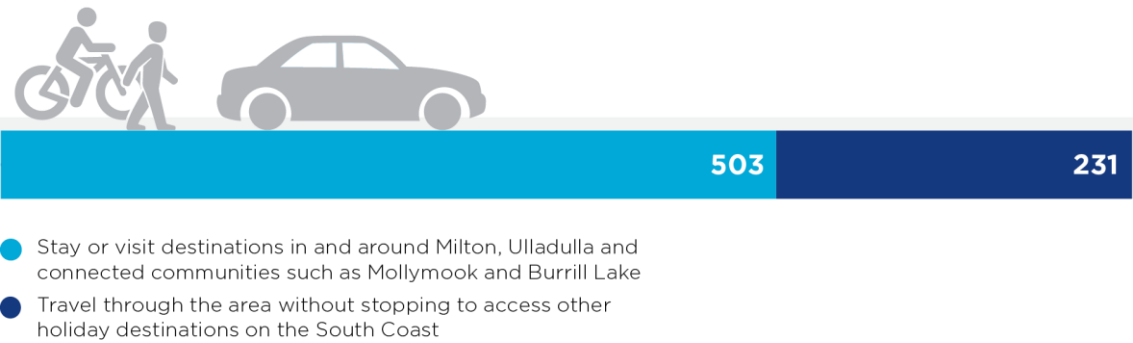 503
231
Stay or visit destinations in and around Milton, Ulladulla and
connected communities such as Mollymook and Burrill Lake
Travel through the area without stopping to access other
holiday destinations on the South Coast